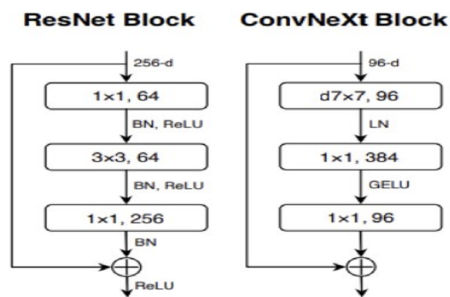 ResNet Block
256-d
1×1, 64
BN, ReLU
3×3, 64
BN, ReLU
1×1, 256
BN
ReLU
ConvNeXt Block
96-d
d7×7, 96
LN
1×1, 384
GELU
1×1, 96